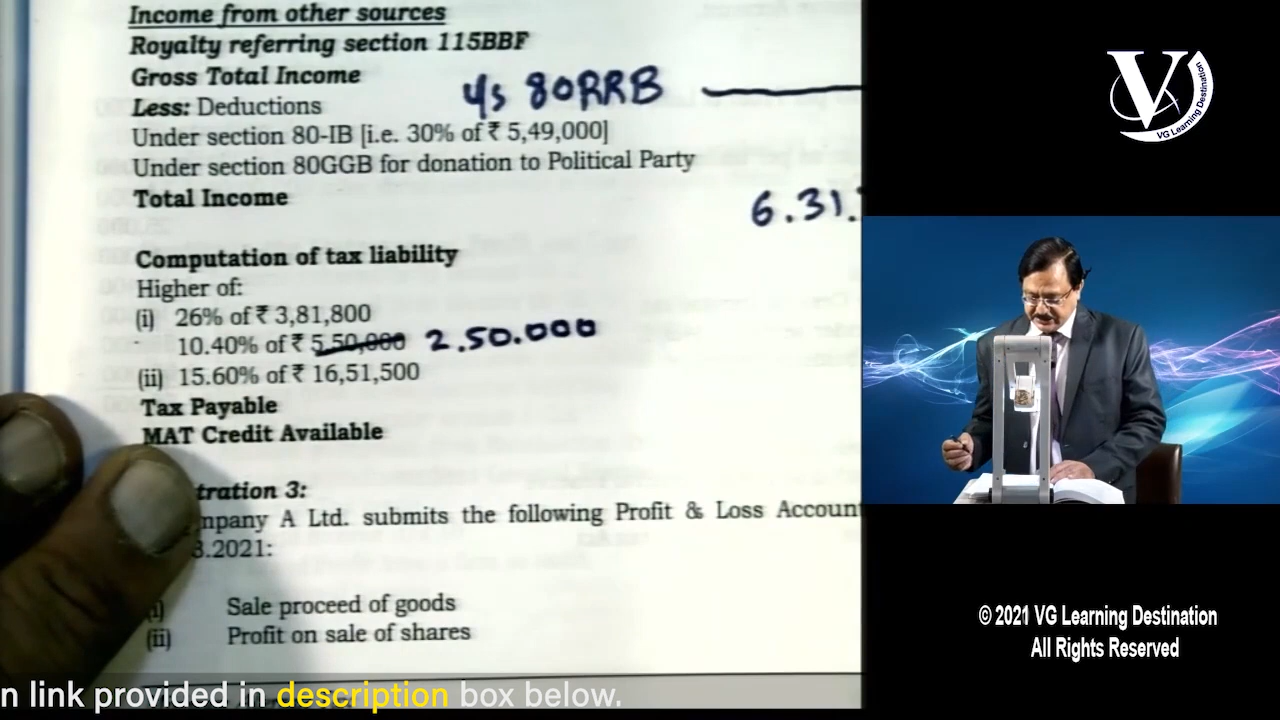 Income from other sources
Royalty referring section 115BBF
Gross Total Income
u/s 80RRB
Less: Deductions
Under section 80-IB [i.e. 30% of ₹ 5,49,000]
Under section 80GGB for donation to Political Party
Total Income
6.31.
Computation of tax liability
Higher of:
(i) 26% of ₹ 3,81,800
10.40% of ₹ 5,50,000 2.50.000
(ii) 15.60% of ₹ 16,51,500
Tax Payable
MAT Credit Available
tration 3:
mpany A Ltd. submits the following Profit & Loss Account
3.2021:
(i) Sale proceed of goods
(ii) Profit on sale of shares
n link provided in description box below.
V
VG Learning Destination
© 2021 VG Learning Destination
All Rights Reserved